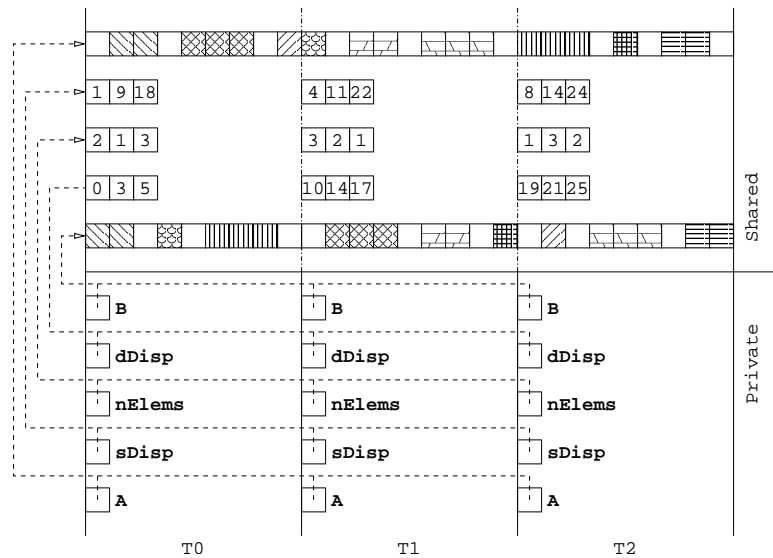 1 9 18 4 11 22 8 14 24
2 1 3 3 2 1 1 3 2
0 3 5 10 14 17 19 21 25
Shared
B B B
dDisp dDisp dDisp
nElems nElems nElems
Private
sDisp sDisp sDisp
A A A
T0 T1 T2